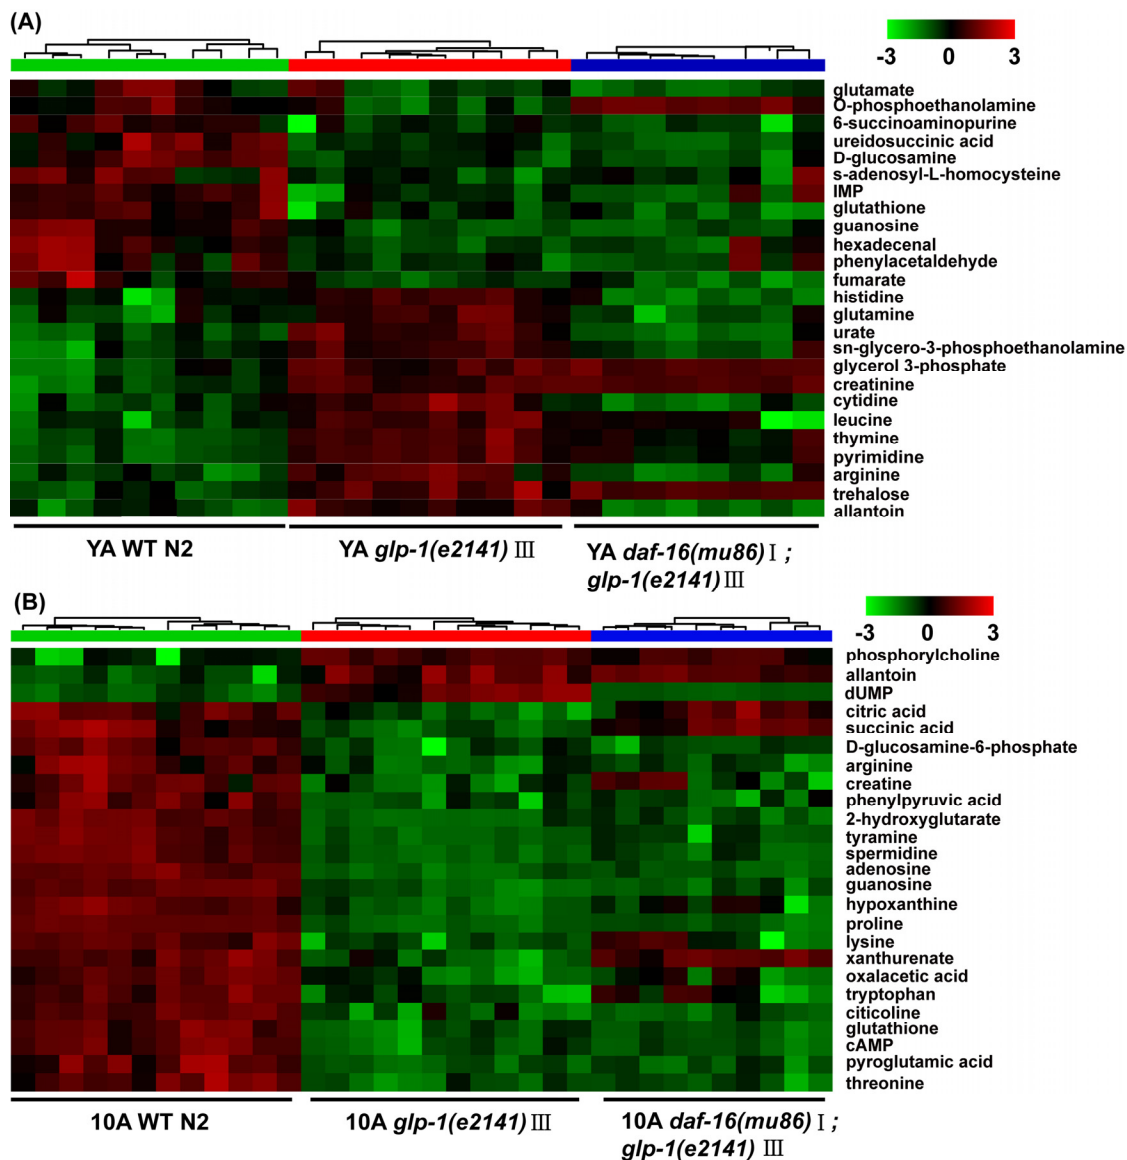 (A)
-3 0 3
glutamate
O-phosphoethanolamine
6-succinoaminopurine
ureidosuccinic acid
D-glucosamine
s-adenosyl-L-homocysteine
IMP
glutathione
guanosine
hexadecenal
phenylacetaldehyde
fumarate
histidine
glutamine
urate
sn-glycero-3-phosphoethanolamine
glycerol 3-phosphate
creatinine
cytidine
leucine
thymine
pyrimidine
arginine
trehalose
allantoin
YA WT N2
YA glp-1(e2141) III
YA daf-16(mu86) I ;
glp-1(e2141) III
(B)
-3 0 3
phosphorylcholine
allantoin
dUMP
citric acid
succinic acid
D-glucosamine-6-phosphate
arginine
creatine
phenylpyruvic acid
2-hydroxyglutarate
tyramine
spermidine
adenosine
guanosine
hypoxanthine
proline
lysine
xanthurenate
oxalacetic acid
tryptophan
citicoline
glutathione
cAMP
pyroglutamic acid
threonine
10A WT N2
10A glp-1(e2141) III
10A daf-16(mu86) I ;
glp-1(e2141) III